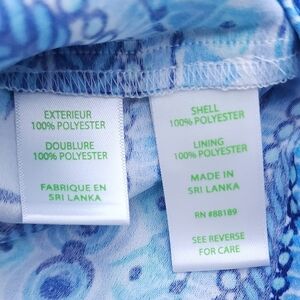 EXTERIEUR
100% POLYESTER
DOUBLURE
100% POLYESTER
FABRIQUE EN
SRI LANKA
SHELL
100% POLYESTER
LINING
100% POLYESTER
MADE IN
SRI LANKA
RN #88189
SEE REVERSE
FOR CARE